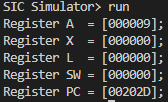 SIC Simulator> run
Register A  = [000009];
Register X  = [000000];
Register L  = [000000];
Register SW = [000000];
Register PC = [00202D];